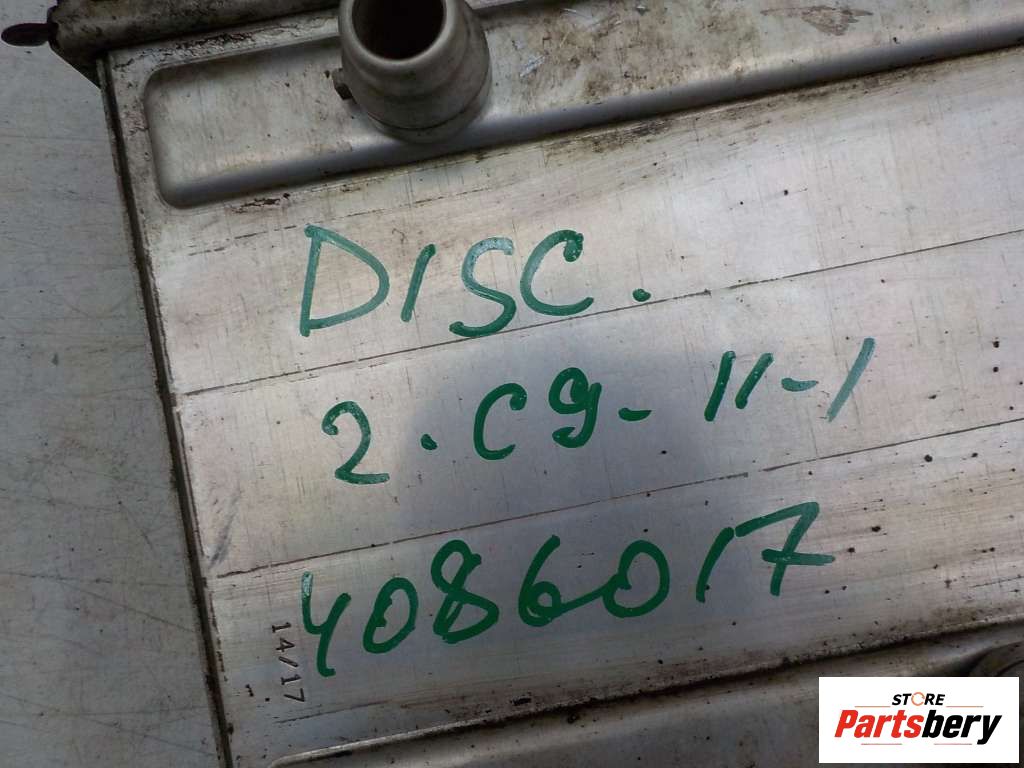 DISC.
2.C9-11-1
4086017
14/17
STORE
Partsbery